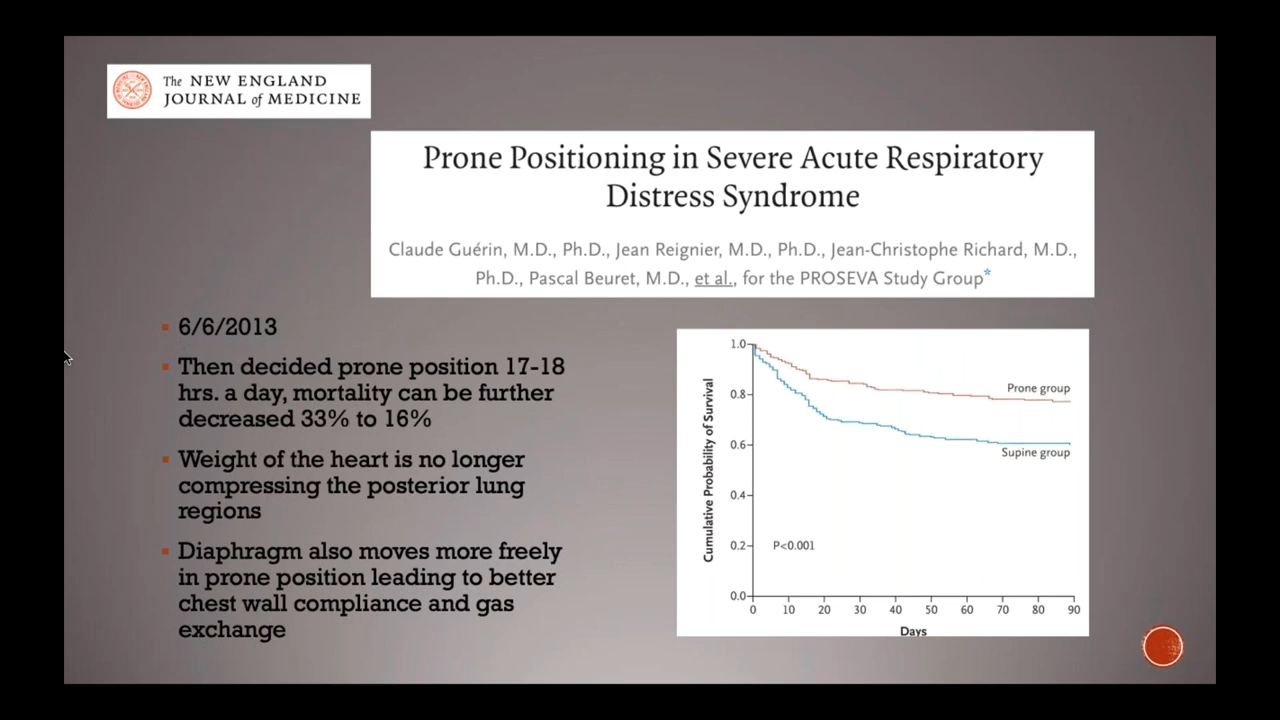 The NEW ENGLAND
JOURNAL of MEDICINE
Prone Positioning in Severe Acute Respiratory
Distress Syndrome
Claude Guérin, M.D., Ph.D., Jean Reignier, M.D., Ph.D., Jean-Christophe Richard, M.D.,
Ph.D., Pascal Beuret, M.D., et al., for the PROSEVA Study Group*
6/6/2013
Then decided prone position 17-18
hrs. a day, mortality can be further
decreased 33% to 16%
Weight of the heart is no longer
compressing the posterior lung
regions
Diaphragm also moves more freely
in prone position leading to better
chest wall compliance and gas
exchange
Cumulative Probability of Survival
1.0
0.8
0.6
0.4
0.2
0.0
Prone group
Supine group
P<0.001
0 10 20 30 40 50 60 70 80 90
Days